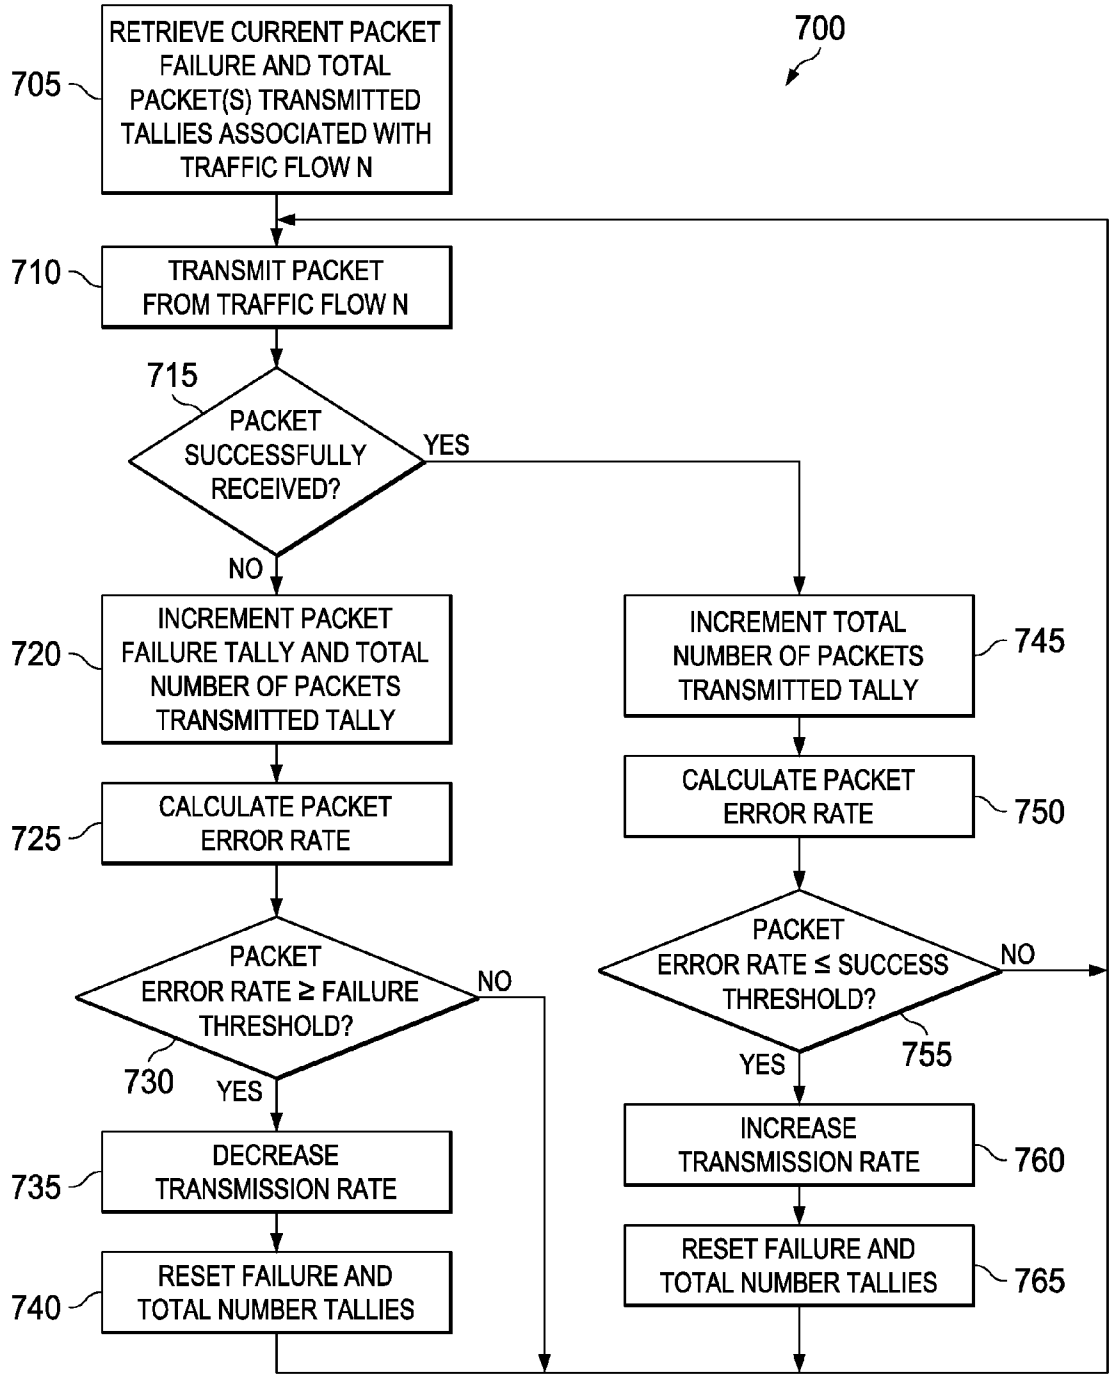 700
705
RETRIEVE CURRENT PACKET
FAILURE AND TOTAL
PACKET(S) TRANSMITTED
TALLIES ASSOCIATED WITH
TRAFFIC FLOW N
710
TRANSMIT PACKET
FROM TRAFFIC FLOW N
715
PACKET
SUCCESSFULLY
RECEIVED?
YES
NO
720
INCREMENT PACKET
FAILURE TALLY AND TOTAL
NUMBER OF PACKETS
TRANSMITTED TALLY
725
CALCULATE PACKET
ERROR RATE
PACKET
ERROR RATE ≥ FAILURE
THRESHOLD?
NO
730
YES
735
DECREASE
TRANSMISSION RATE
740
RESET FAILURE AND
TOTAL NUMBER TALLIES
INCREMENT TOTAL
NUMBER OF PACKETS
TRANSMITTED TALLY
745
CALCULATE PACKET
ERROR RATE
750
PACKET
ERROR RATE ≤ SUCCESS
THRESHOLD?
NO
755
YES
INCREASE
TRANSMISSION RATE
760
RESET FAILURE AND
TOTAL NUMBER TALLIES
765